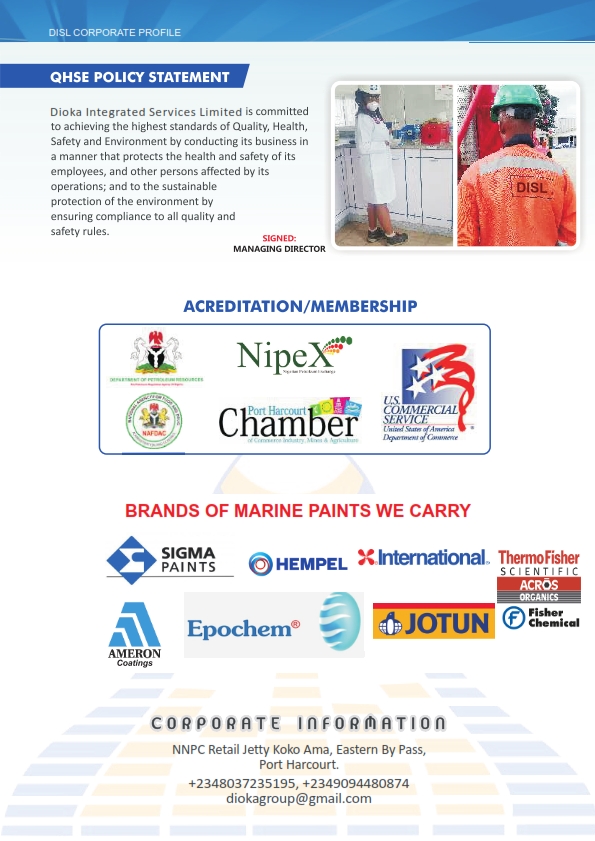 DISL CORPORATE PROFILE
QHSE POLICY STATEMENT
Dioka Integrated Services Limited is committed
to achieving the highest standards of Quality, Health,
Safety and Environment by conducting its business in
a manner that protects the health and safety of its
employees, and other persons affected by its
operations; and to the sustainable
protection of the environment by
ensuring compliance to all quality and
safety rules.
SIGNED:
MANAGING DIRECTOR
DISL
ACREDITATION/MEMBERSHIP
DEPARTMENT OF PETROLEUM RESOURCES
NipeX
Nigerian Petroleum Exchange
NAFDAC
Port Harcourt
Chamber
of Commerce Industry, Mines & Agriculture
U.S.
COMMERCIAL
SERVICE
United States of America
Department of Commerce
BRANDS OF MARINE PAINTS WE CARRY
SIGMA
PAINTS
HEMPEL
International
ThermoFisher
SCIENTIFIC
ACROS
ORGANICS
Fisher
Chemical
AMERON
Coatings
Epochem®
JOTUN
CORPORATE INFORMATION
NNPC Retail Jetty Koko Ama, Eastern By Pass,
Port Harcourt.
+2348037235195, +2349094480874
diokagroup@gmail.com